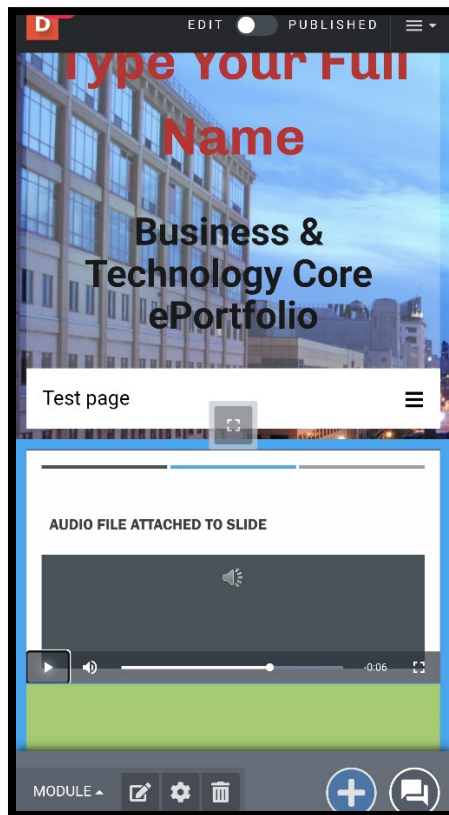 D
EDIT PUBLISHED
Type Your Full
Name
Business &
Technology Core
ePortfolio
Test page
AUDIO FILE ATTACHED TO SLIDE
-0:06
MODULE